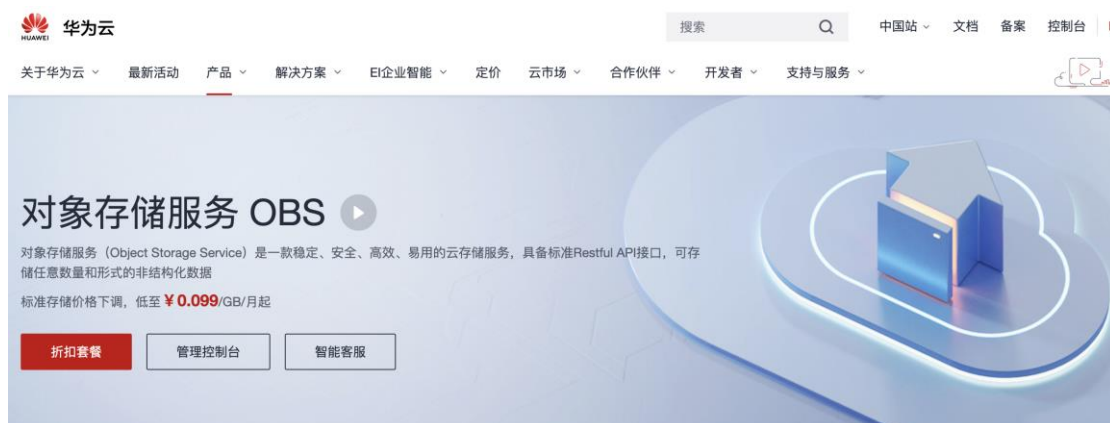 HUAWEI
华为云
搜索
中国站
文档
备案
控制台
关于华为云
最新活动
产品
解决方案
EI企业智能
定价
云市场
合作伙伴
开发者
支持与服务
对象存储服务 OBS
对象存储服务（Object Storage Service）是一款稳定、安全、高效、易用的云存储服务，具备标准Restful API接口，可存
储任意数量和形式的非结构化数据
标准存储价格下调，低至 ¥ 0.099/GB/月起
折扣套餐
管理控制台
智能客服